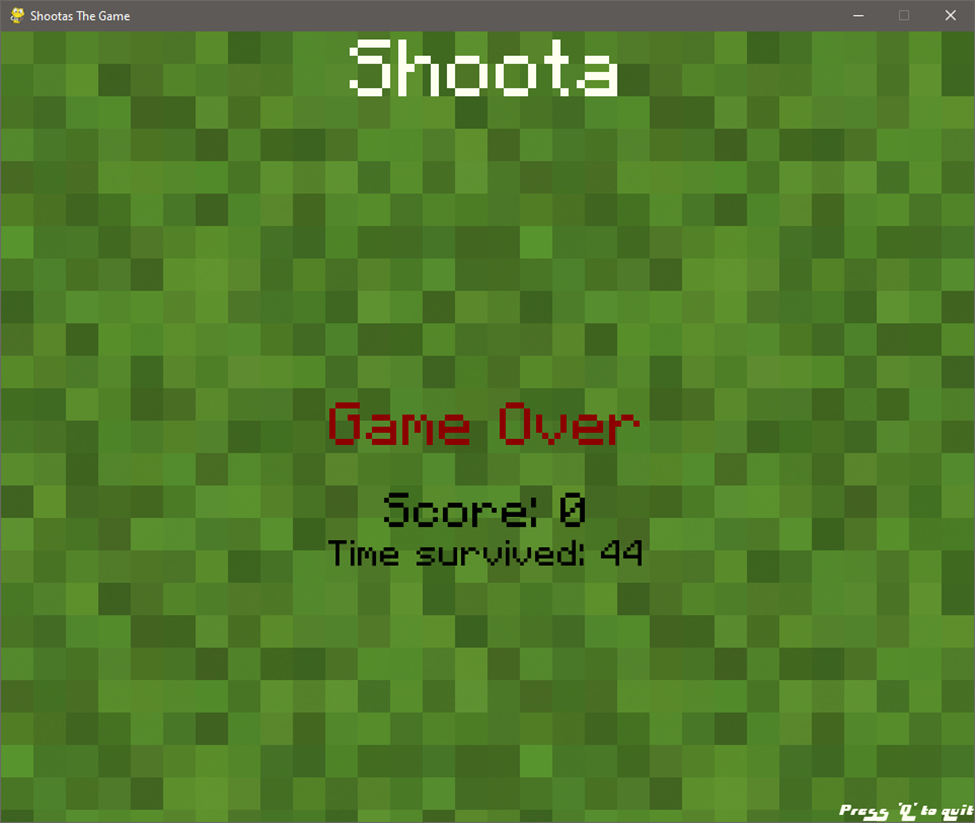 Shootas The Game
Shoota
Game Over
Score: 0
Time survived: 44
Press 'Q' to quit